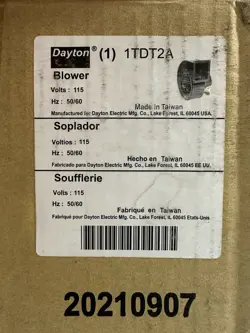 Dayton® (1) 1TDT2A
Blower
Volts : 115
Hz : 50/60
Made in Taiwan
Manufactured for Dayton Electric Mfg. Co., Lake Forest, IL 60045 USA.
Soplador
Voltios : 115
Hz : 50/60
Hecho en Taiwan
Fabricado para Dayton Electric Mfg. Co., Lake Forest, IL 60045 EE UU.
Soufflerie
Volts : 115
Hz : 50/60
Fabriqué en Taiwan
Fabriqué pour Dayton Electric Mfg. Co., Lake Forest, IL 60045 Etats-Unis
20210907